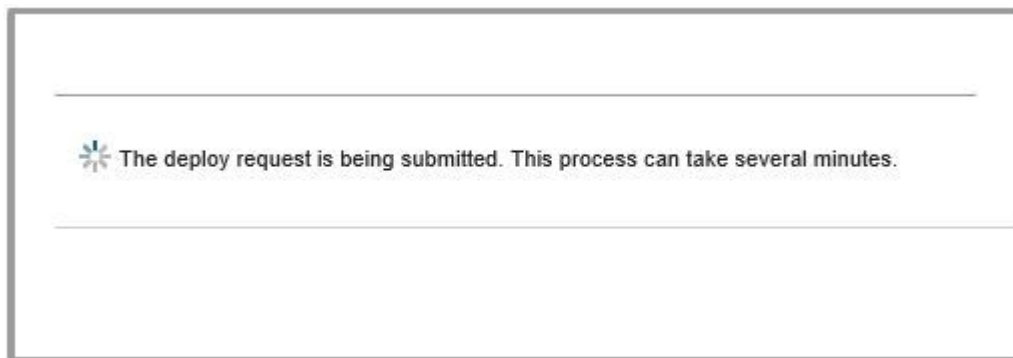 The deploy request is being submitted. This process can take several minutes.